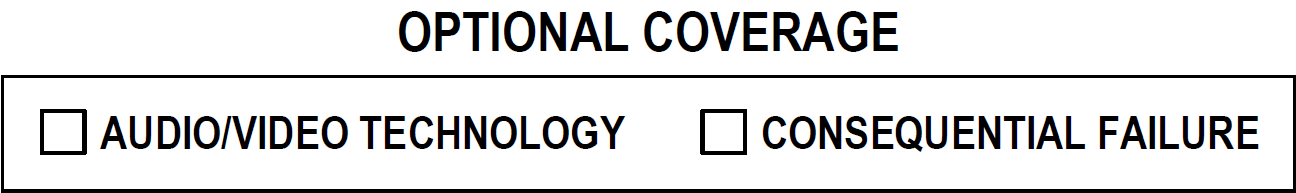 OPTIONAL COVERAGE
AUDIO/VIDEO TECHNOLOGY CONSEQUENTIAL FAILURE